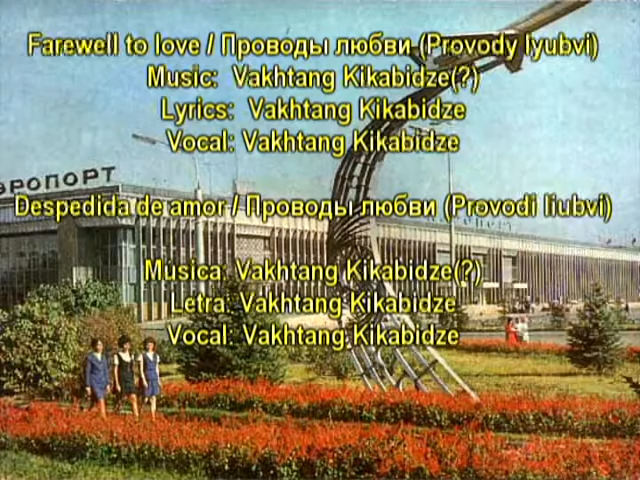 Farewell to love / Проводы любви (Provody lyubvi)
Music: Vakhtang Kikabidze(?)
Lyrics: Vakhtang Kikabidze
Vocal: Vakhtang Kikabidze
ЭРОПОРТ
Despedida de amor / Проводы любви (Provodi liubvi)
Música: Vakhtang Kikabidze(?)
Letra: Vakhtang Kikabidze
Vocal: Vakhtang Kikabidze